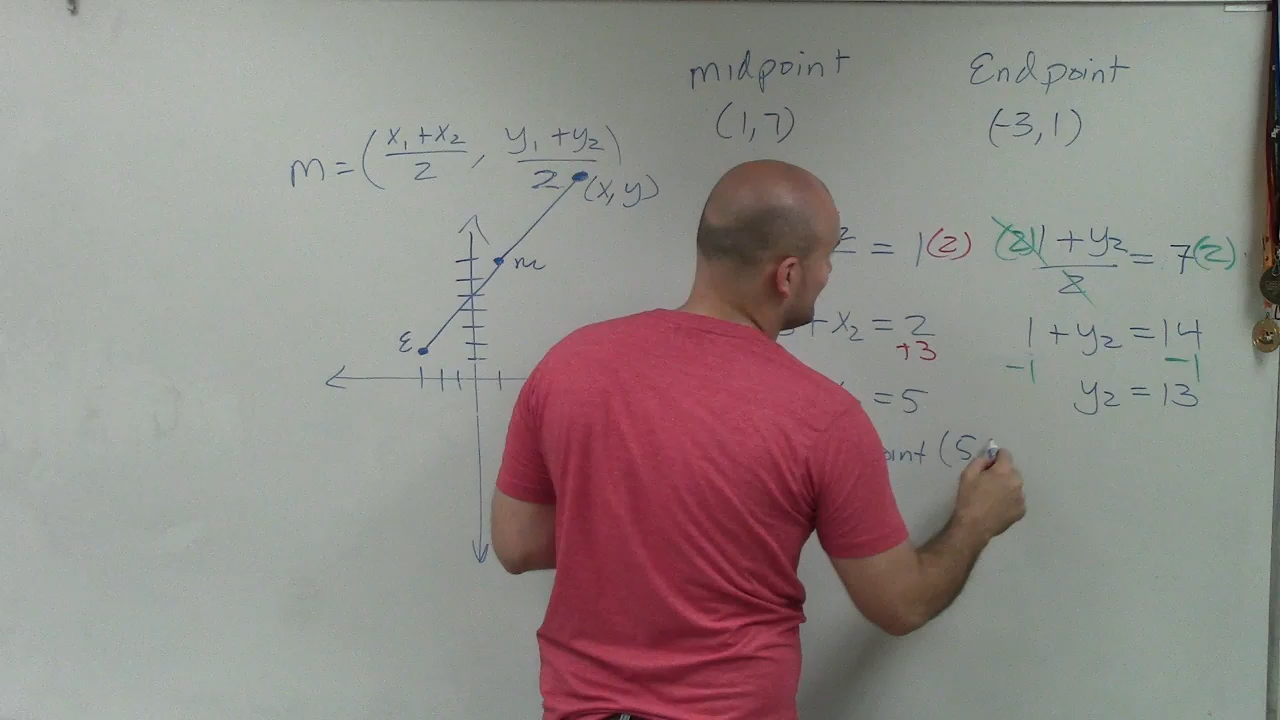 midpoint
Endpoint
(1,7)
(-3,1)
m = (x₁+x₂/2, y₁+y₂/2)
(x,y)
m
ε
2 = 1(2)
(2)1+y₂/2 = 7(2)
+x₂ = 2
+3
1+y₂ = 14
-1 -1
= 5
y₂ = 13
(5